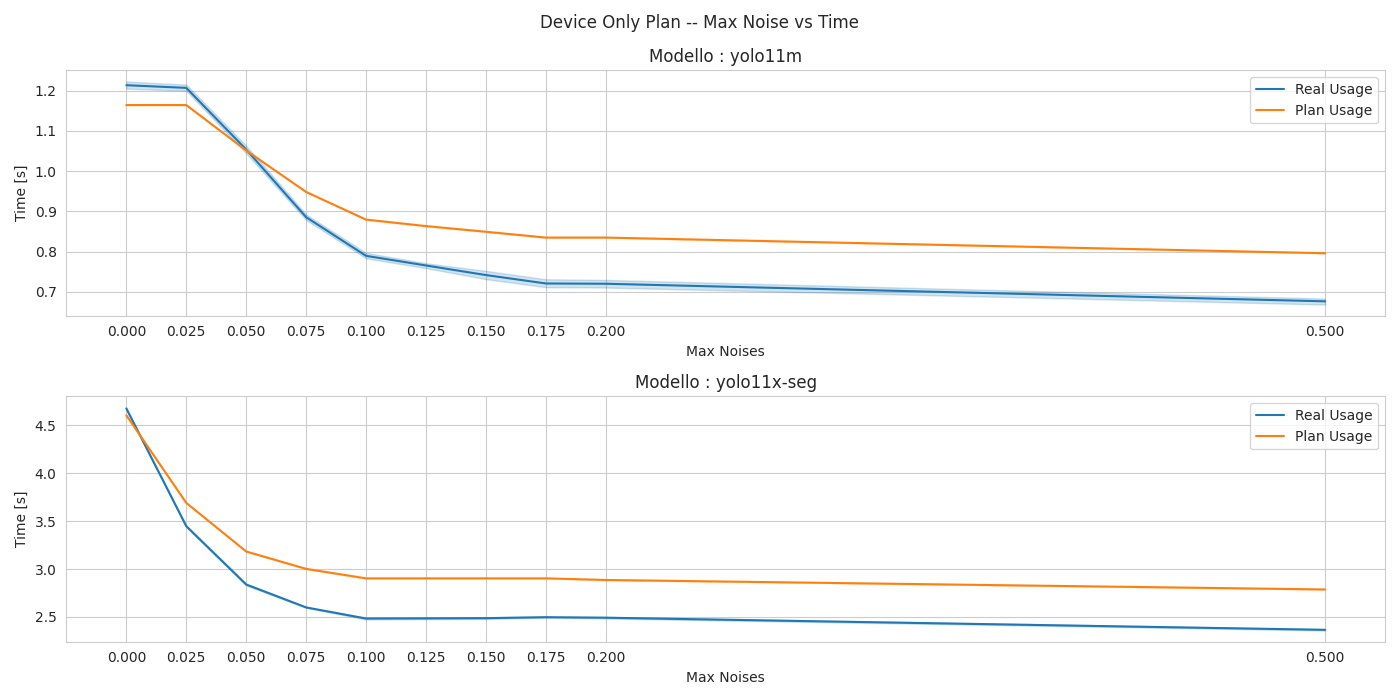 Device Only Plan -- Max Noise vs Time
Modello : yolo11m
Real Usage
Plan Usage
Time [s]
1.2
1.1
1.0
0.9
0.8
0.7
0.000 0.025 0.050 0.075 0.100 0.125 0.150 0.175 0.200 0.500
Max Noises
Modello : yolo11x-seg
Real Usage
Plan Usage
Time [s]
4.5
4.0
3.5
3.0
2.5
0.000 0.025 0.050 0.075 0.100 0.125 0.150 0.175 0.200 0.500
Max Noises